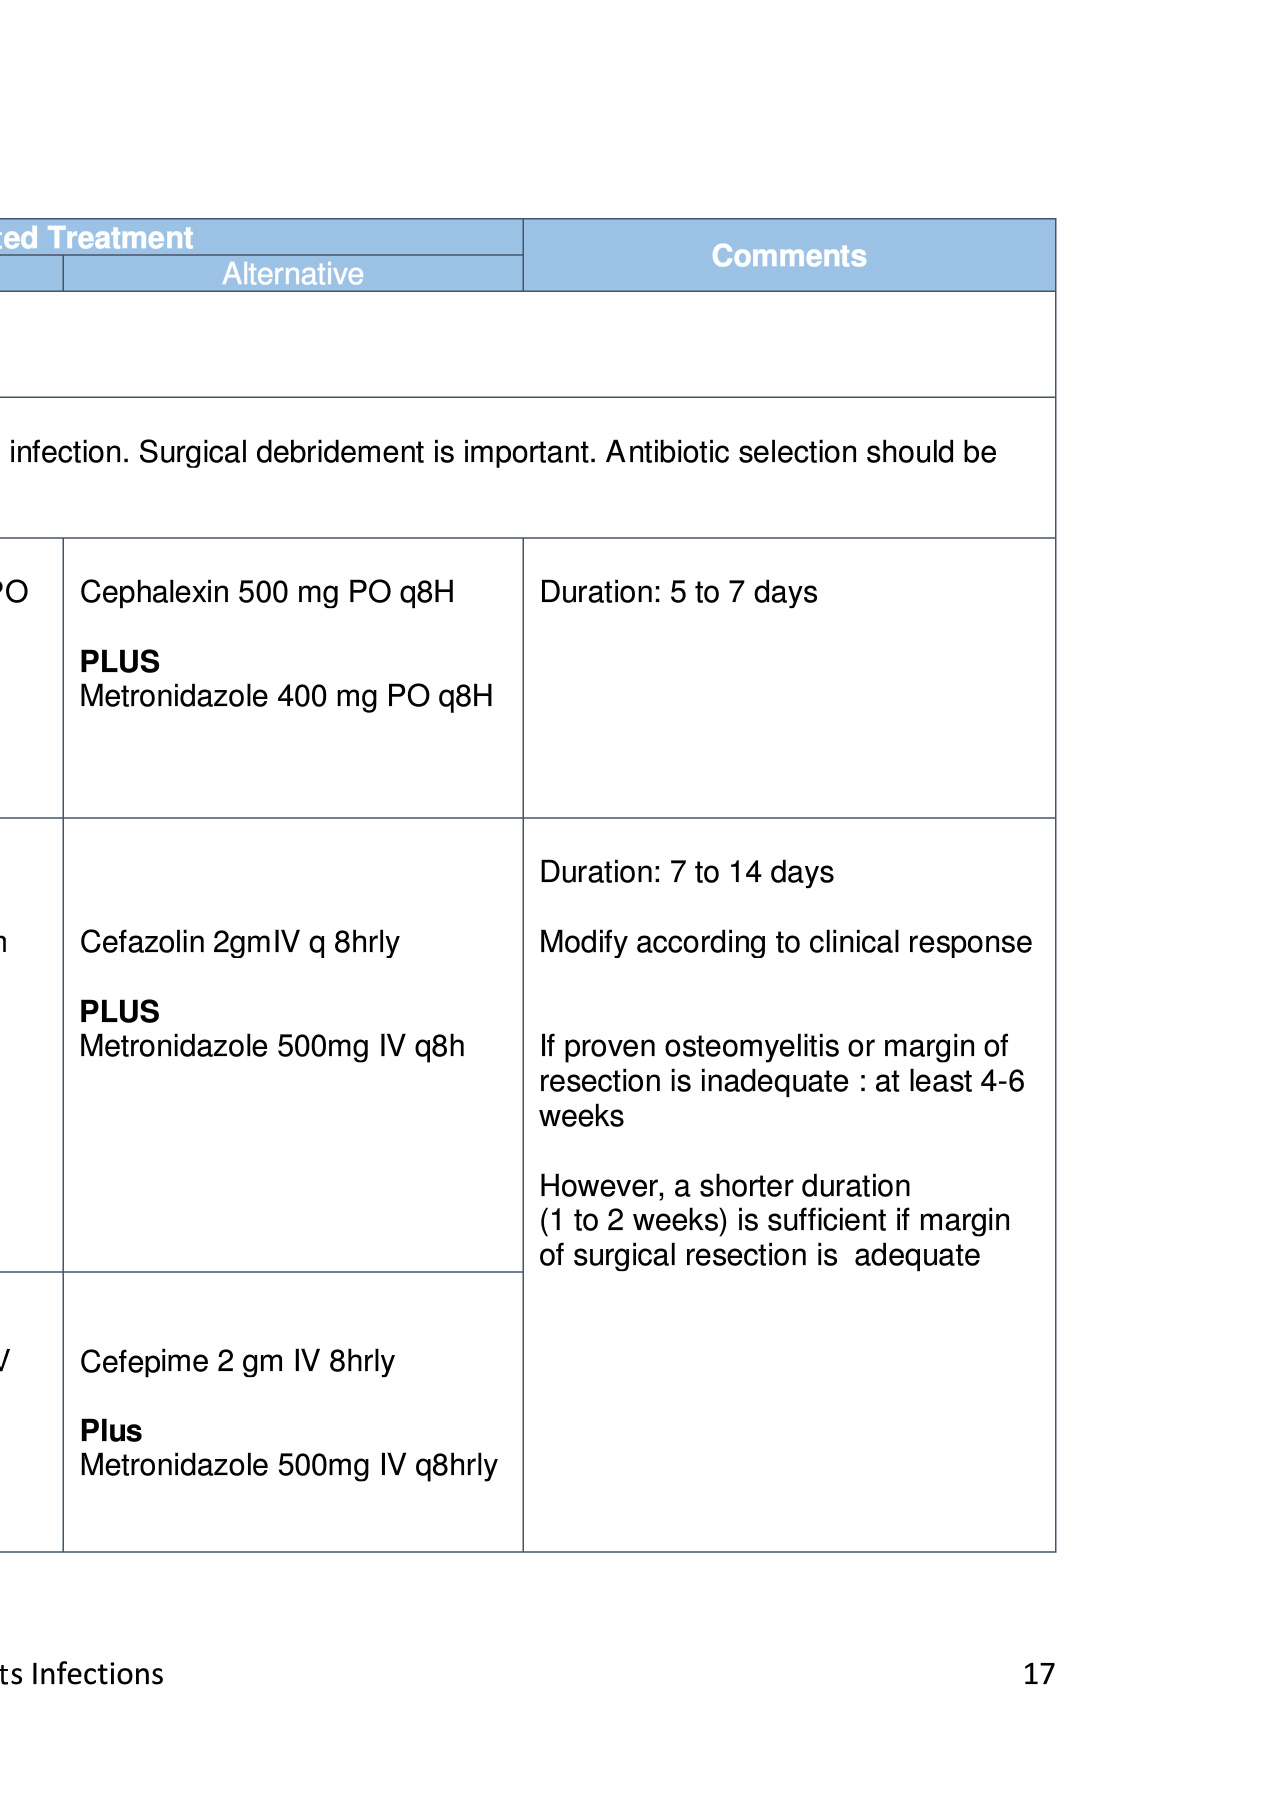 ted Treatment
Alternative
Comments
infection. Surgical debridement is important. Antibiotic selection should be
PO
Cephalexin 500 mg PO q8H
PLUS
Metronidazole 400 mg PO q8H
Duration: 5 to 7 days
Cefazolin 2gmIV q 8hrly
PLUS
Metronidazole 500mg IV q8h
Duration: 7 to 14 days
Modify according to clinical response
If proven osteomyelitis or margin of
resection is inadequate : at least 4-6
weeks
However, a shorter duration
(1 to 2 weeks) is sufficient if margin
of surgical resection is  adequate
Cefepime 2 gm IV 8hrly
Plus
Metronidazole 500mg IV q8hrly
ts Infections
17